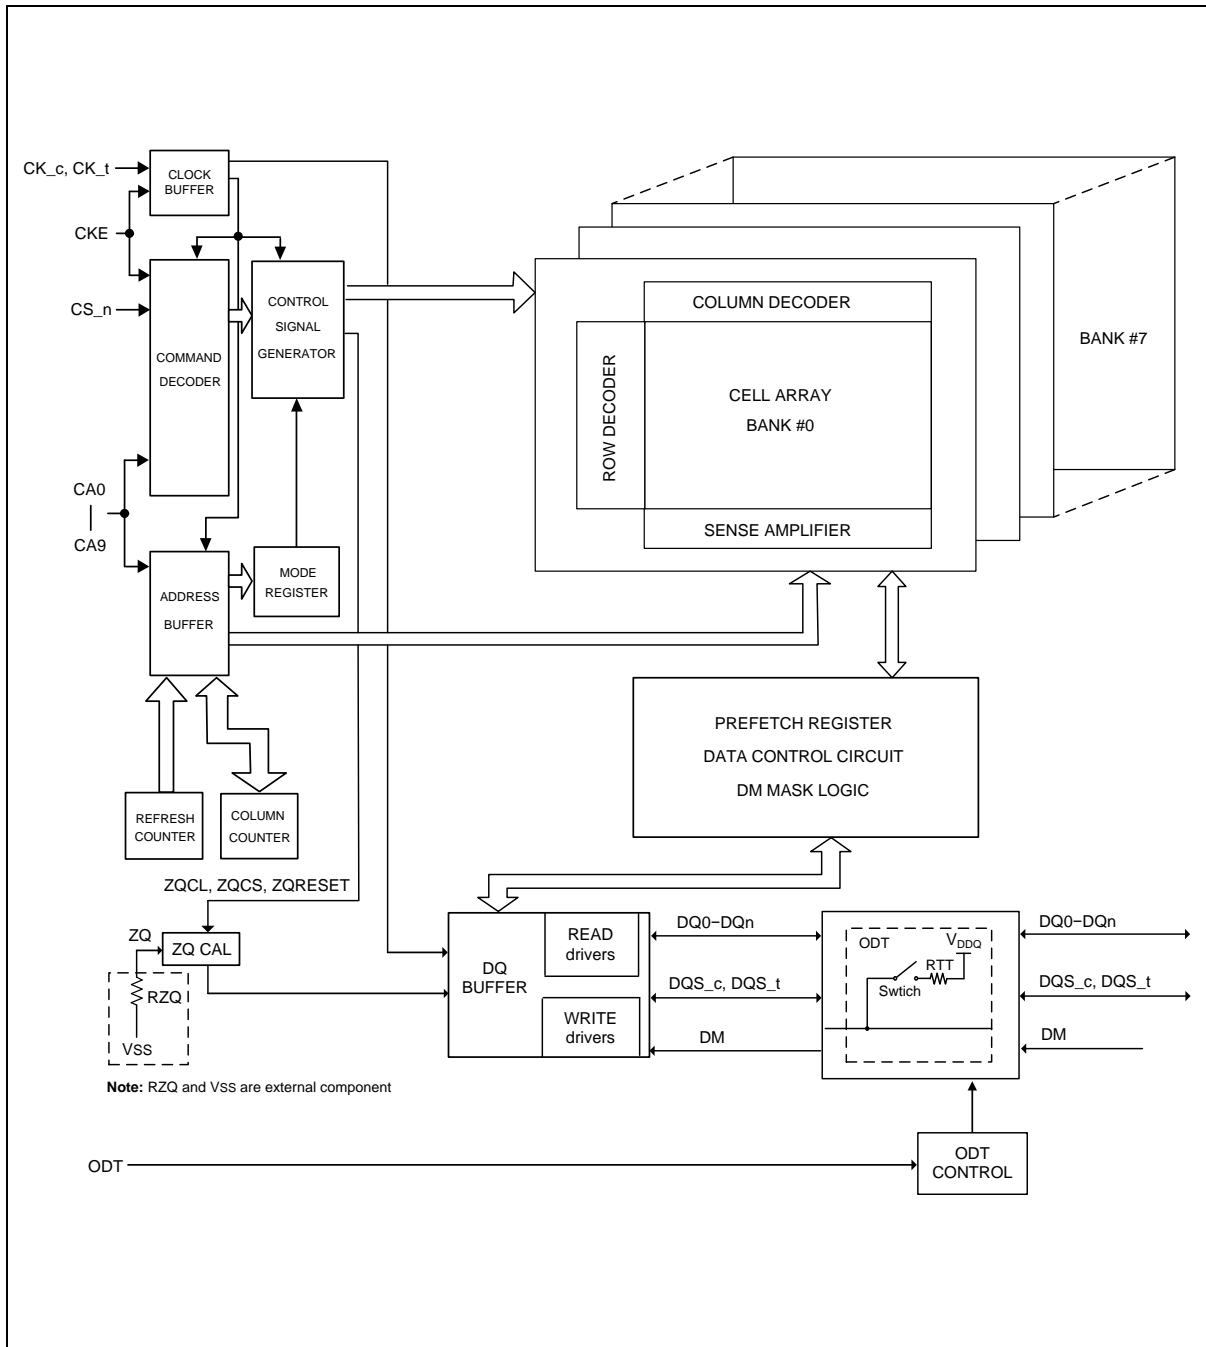 CK_c, CK_t
CLOCK
BUFFER
CKE
CS_n
COMMAND
DECODER
CONTROL
SIGNAL
GENERATOR
COLUMN DECODER
ROW DECODER
CELL ARRAY
BANK #0
SENSE AMPLIFIER
BANK #7
CA0
CA9
ADDRESS
BUFFER
MODE
REGISTER
PREFETCH REGISTER
DATA CONTROL CIRCUIT
DM MASK LOGIC
REFRESH
COUNTER
COLUMN
COUNTER
ZQCL, ZQCS, ZQRESET
ZQ
ZQ CAL
RZQ
VSS
Note: RZQ and VSS are external component
DQ
BUFFER
READ
drivers
WRITE
drivers
DQ0−DQn
DQS_c, DQS_t
DM
ODT
VDDQ
RTT
Swtich
DQ0−DQn
DQS_c, DQS_t
DM
ODT
ODT
CONTROL